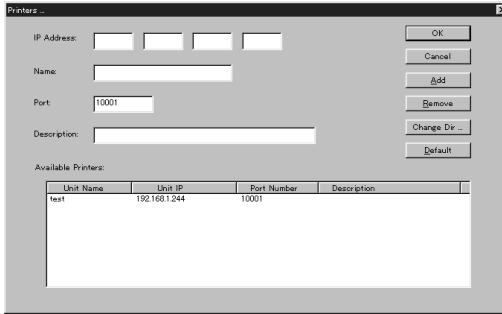 Printers ...
IP Address:
OK
Cancel
Name:
Add
Port:
10001
Remove
Description:
Change Dir ...
Default
Available Printers:
Unit Name Unit IP Port Number Description
test 192.168.1.244 10001